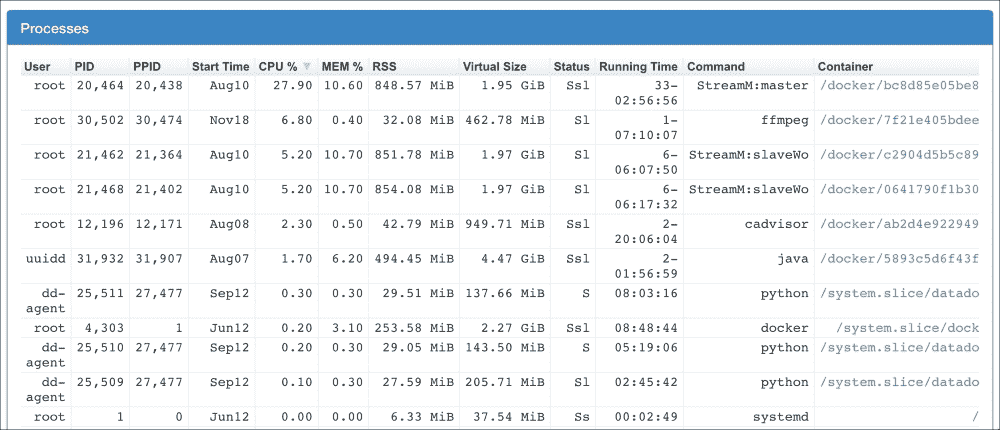 Processes
User PID PPID Start Time CPU % ▼ MEM % RSS Virtual Size Status Running Time Command Container
root 20,464 20,438 Aug10 27.90 10.60 848.57 MiB 1.95 GiB Ssl 33- StreamM:master /docker/bc8d85e05be8
02:56:56
root 30,502 30,474 Nov18 6.80 0.40 32.08 MiB 462.78 MiB Sl 1- ffmpeg /docker/7f21e405bdee
07:10:07
root 21,462 21,364 Aug10 5.20 10.70 851.78 MiB 1.97 GiB Sl 6- StreamM:slaveWo /docker/c2904d5b5c89
06:07:50
root 21,468 21,402 Aug10 5.20 10.70 854.08 MiB 1.97 GiB Sl 6- StreamM:slaveWo /docker/0641790f1b30
06:17:32
root 12,196 12,171 Aug08 2.30 0.50 42.79 MiB 949.71 MiB Ssl 2- cadvisor /docker/ab2d4e922949
20:06:04
uuidd 31,932 31,907 Aug07 1.70 6.20 494.45 MiB 4.47 GiB Ssl 2- java /docker/5893c5d6f43f
01:56:59
dd- 25,511 27,477 Sep12 0.30 0.30 29.51 MiB 137.66 MiB S 08:03:16 python /system.slice/datado
agent
root 4,303 1 Jun12 0.20 3.10 253.58 MiB 2.27 GiB Ssl 08:48:44 docker /system.slice/dock
dd- 25,510 27,477 Sep12 0.20 0.30 29.05 MiB 143.50 MiB S 05:19:06 python /system.slice/datado
agent
dd- 25,509 27,477 Sep12 0.10 0.30 27.59 MiB 205.71 MiB Sl 02:45:42 python /system.slice/datado
agent
root 1 0 Jun12 0.00 0.00 6.33 MiB 37.54 MiB Ss 00:02:49 systemd /